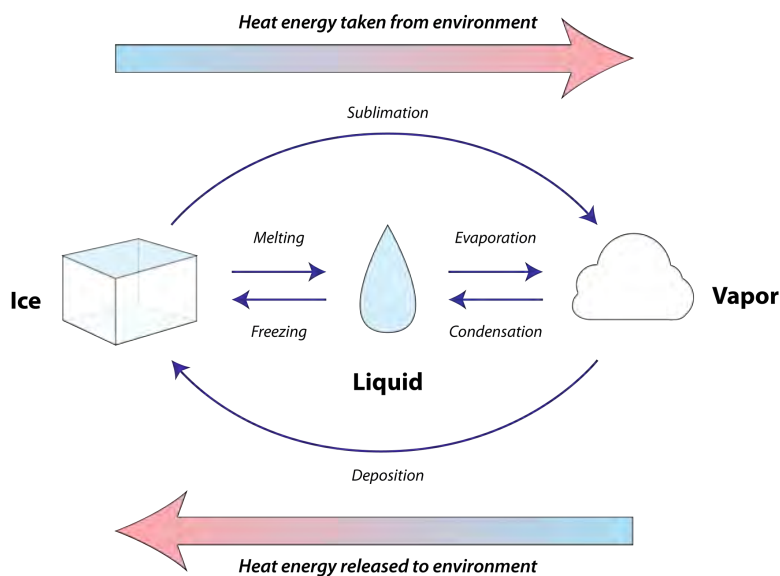 Heat energy taken from environment
Sublimation
Melting
Evaporation
Ice
Vapor
Freezing
Condensation
Liquid
Deposition
Heat energy released to environment